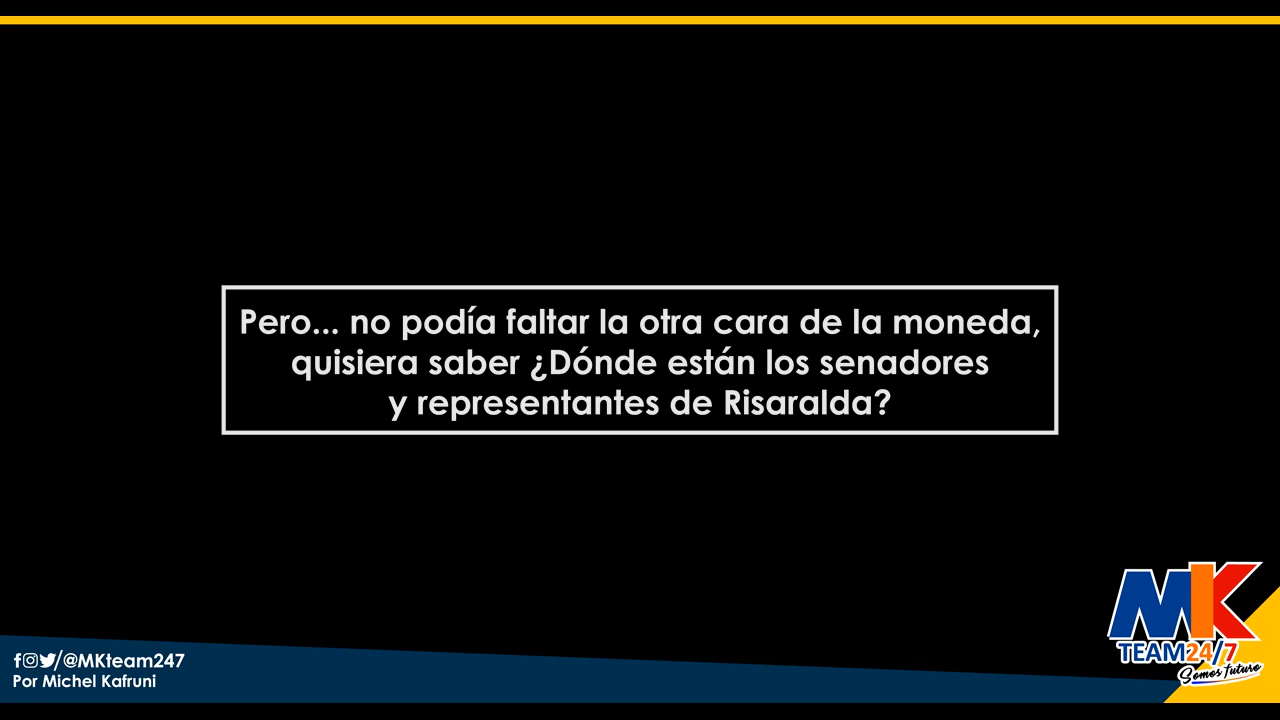 Pero... no podía faltar la otra cara de la moneda,
quisiera saber ¿Dónde están los senadores
y representantes de Risaralda?
/@MKteam247
Por Michel Kafruni
MK
TEAM24/7
Somos futuro